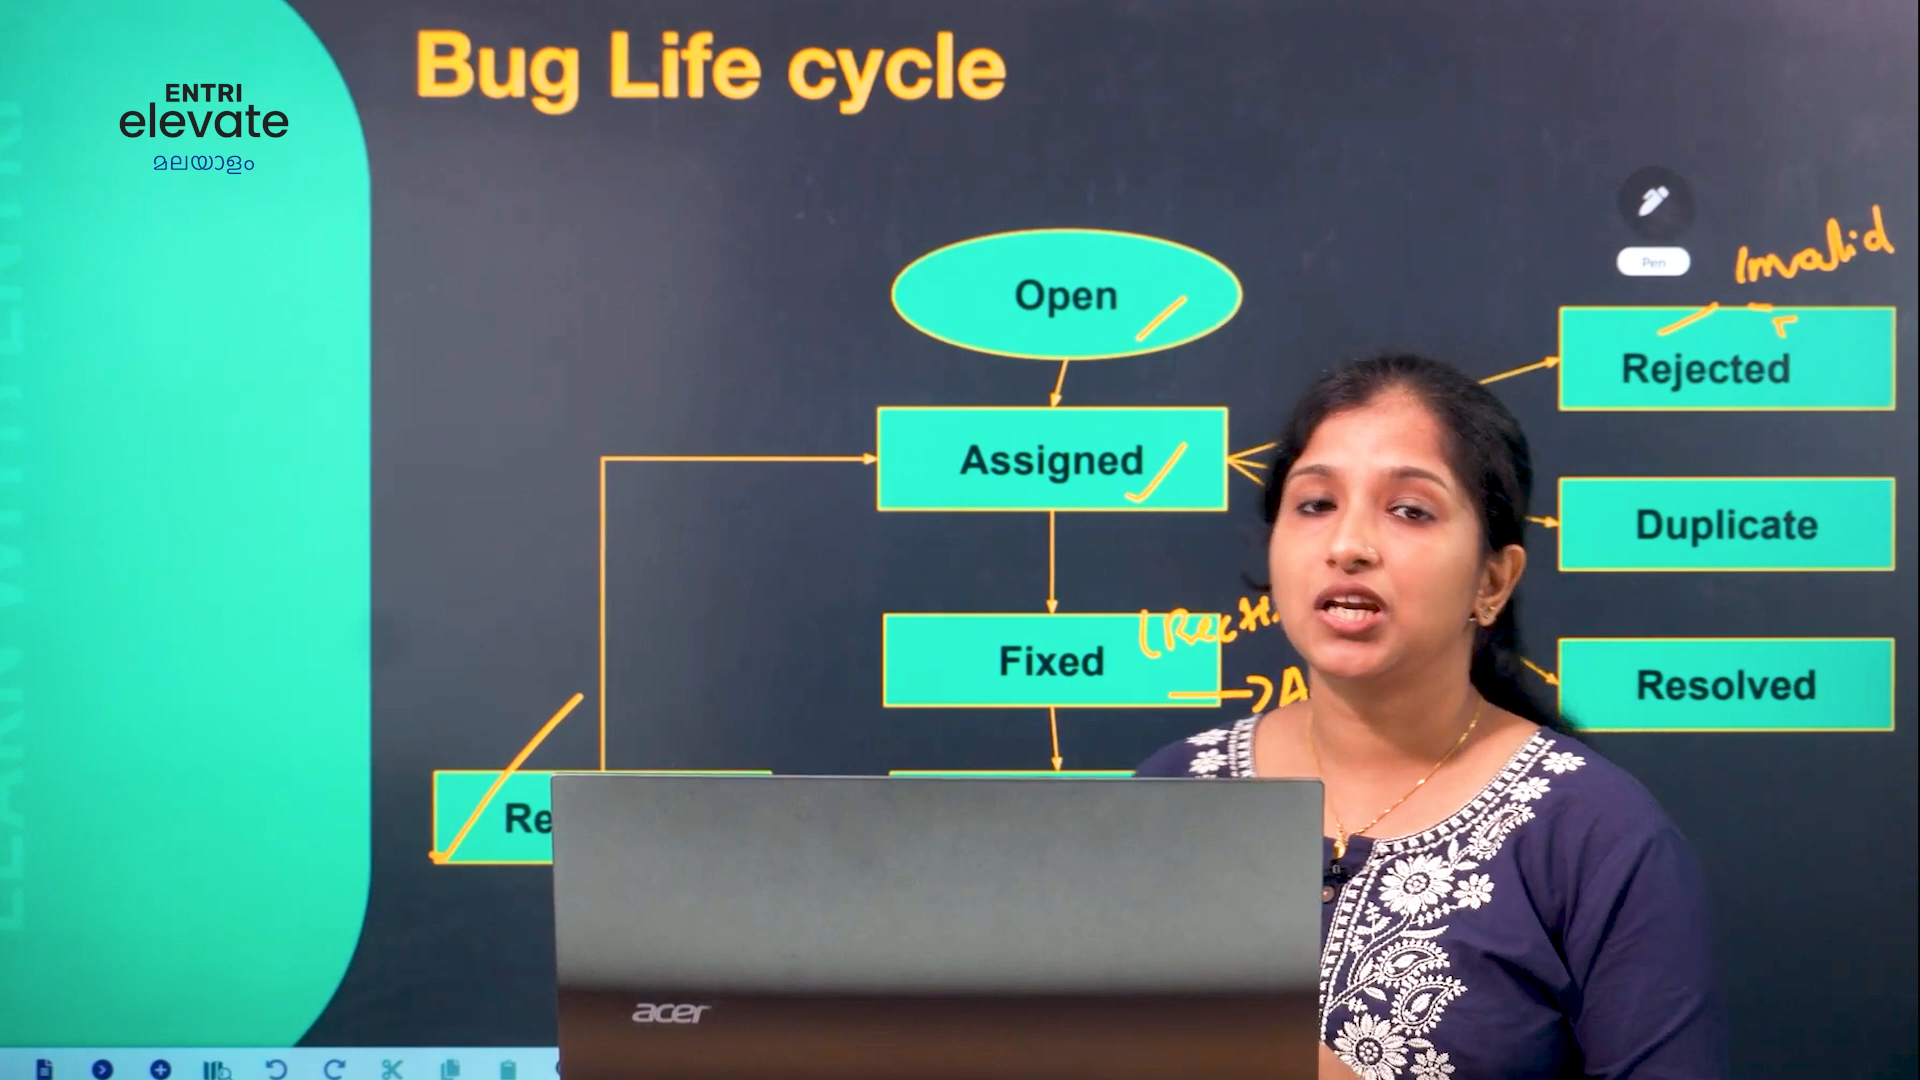 ENTRI
elevate
മലയാളം
Bug Life cycle
Pen
Invalid
Open
Rejected
Assigned
Duplicate
Fixed
Resolved
acer